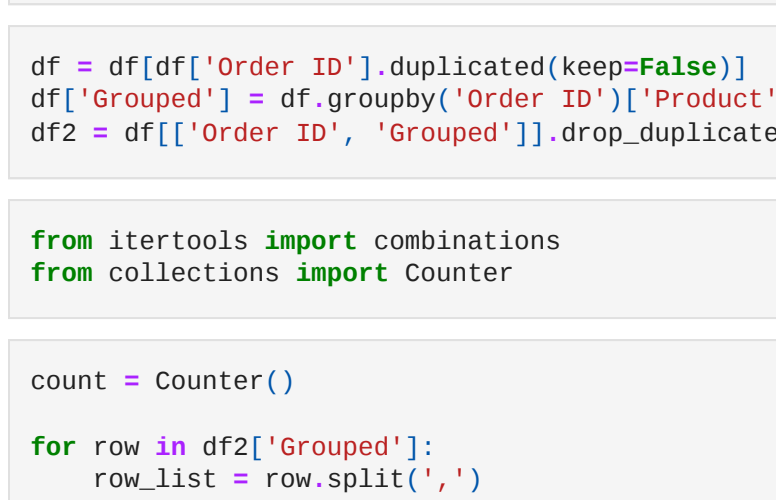 df = df[df['Order ID'].duplicated(keep=False)]
df['Grouped'] = df.groupby('Order ID')['Product'
df2 = df[['Order ID', 'Grouped']].drop_duplicate
from itertools import combinations
from collections import Counter
count = Counter()
for row in df2['Grouped']:
    row_list = row.split(',')